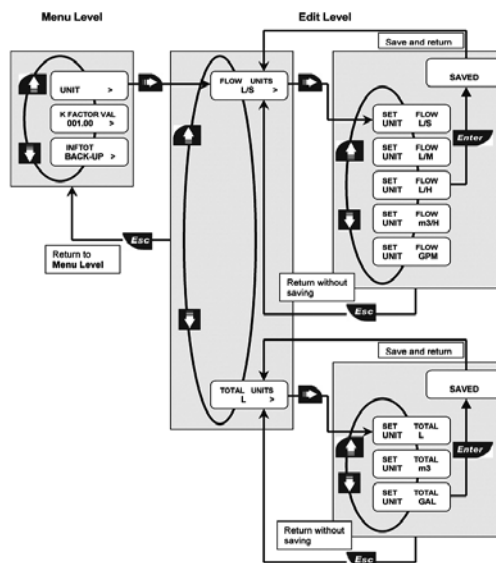 Menu Level
Edit Level
Save and return
SAVED
UNIT >
FLOW UNITS
L/S >
K FACTOR VAL
001.00 >
SET FLOW
UNIT L/S
Enter
INFTOT
BACK-UP >
SET FLOW
UNIT L/M
SET FLOW
UNIT L/H
SET FLOW
UNIT m3/H
Esc
Return to
Menu Level
SET FLOW
UNIT GPM
Return without
saving
Esc
Save and return
SAVED
TOTAL UNITS
L >
SET TOTAL
UNIT L
Enter
SET TOTAL
UNIT m3
SET TOTAL
UNIT GAL
Return without
saving
Esc